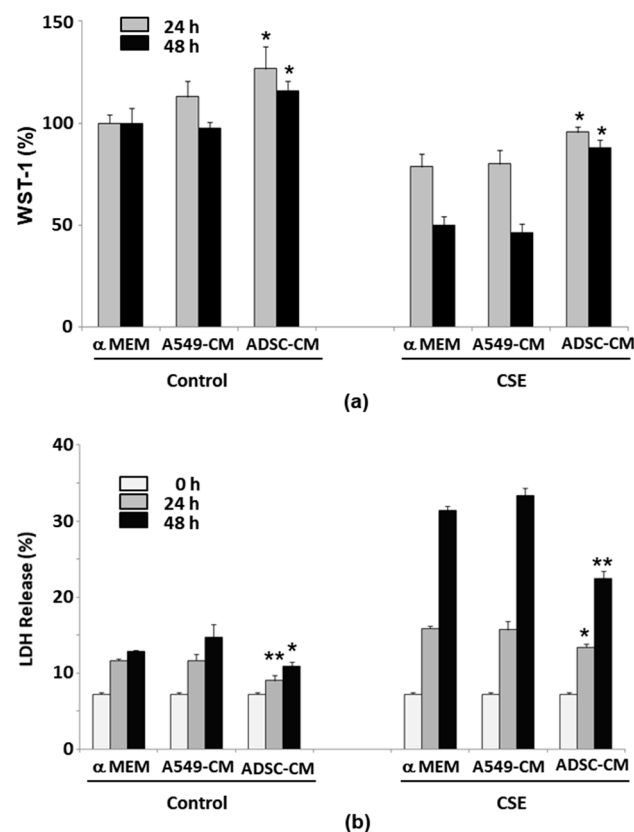 150
100
50
0
WST-1 (%)
24 h
48 h
*
*
*
*
α MEM A549-CM ADSC-CM α MEM A549-CM ADSC-CM
Control CSE
(a)
40
30
20
10
0
LDH Release (%)
0 h
24 h
48 h
** *
* **
α MEM A549-CM ADSC-CM α MEM A549-CM ADSC-CM
Control CSE
(b)